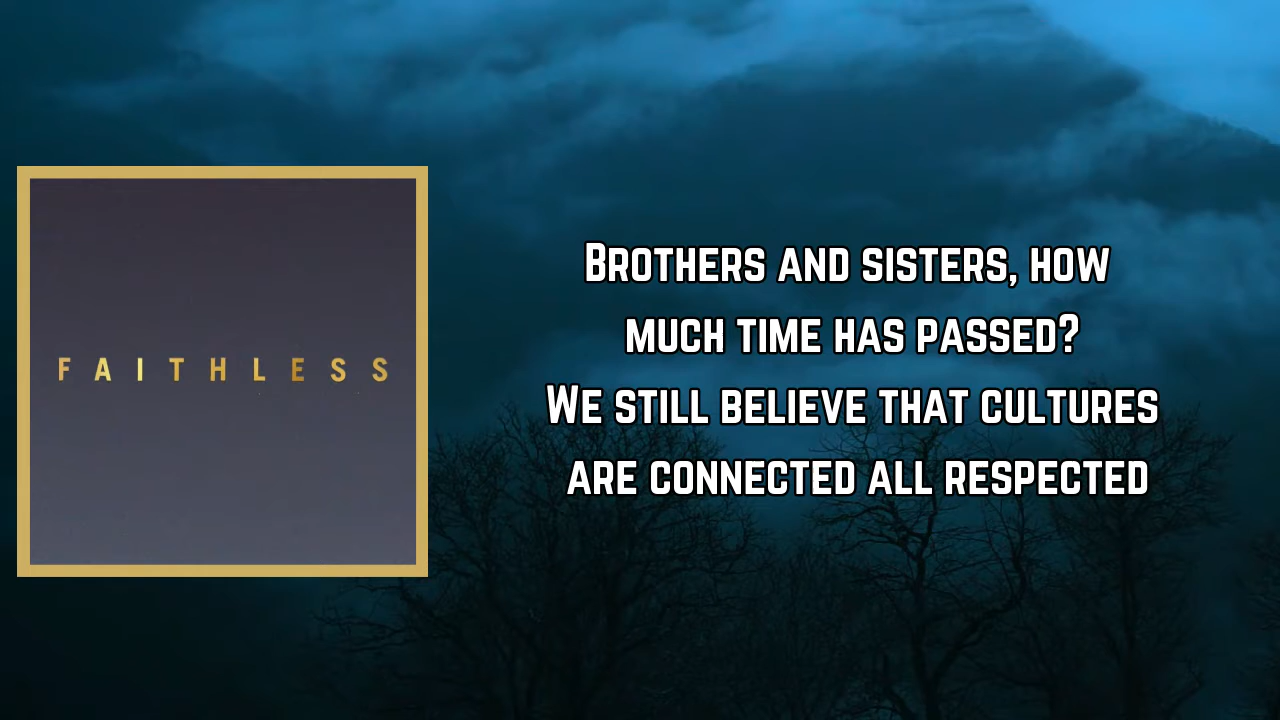 FAITHLESS
Brothers and sisters, how
much time has passed?
We still believe that cultures
are connected all respected